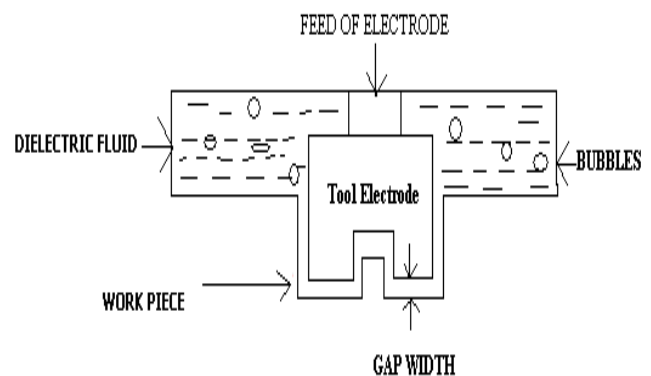 FEED OF ELECTRODE
DIELECTRIC FLUID
BUBBLES
Tool Electrode
WORK PIECE
GAP WIDTH